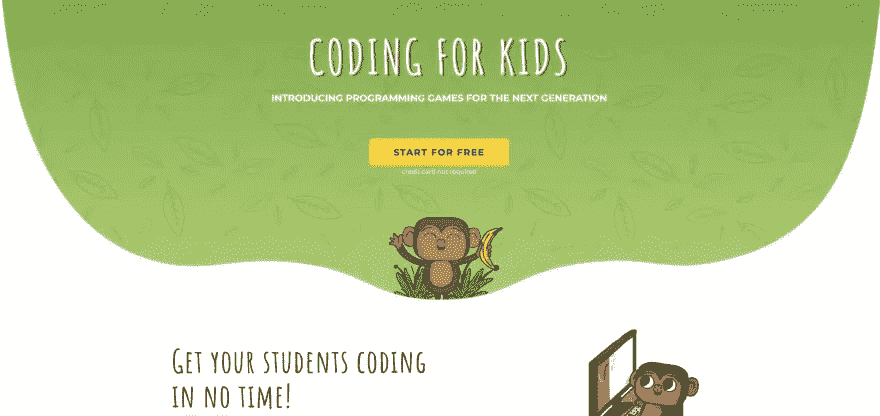 CODING FOR KIDS
INTRODUCING PROGRAMMING GAMES FOR THE NEXT GENERATION
START FOR FREE
credit card not required
Get your students coding
in no time!